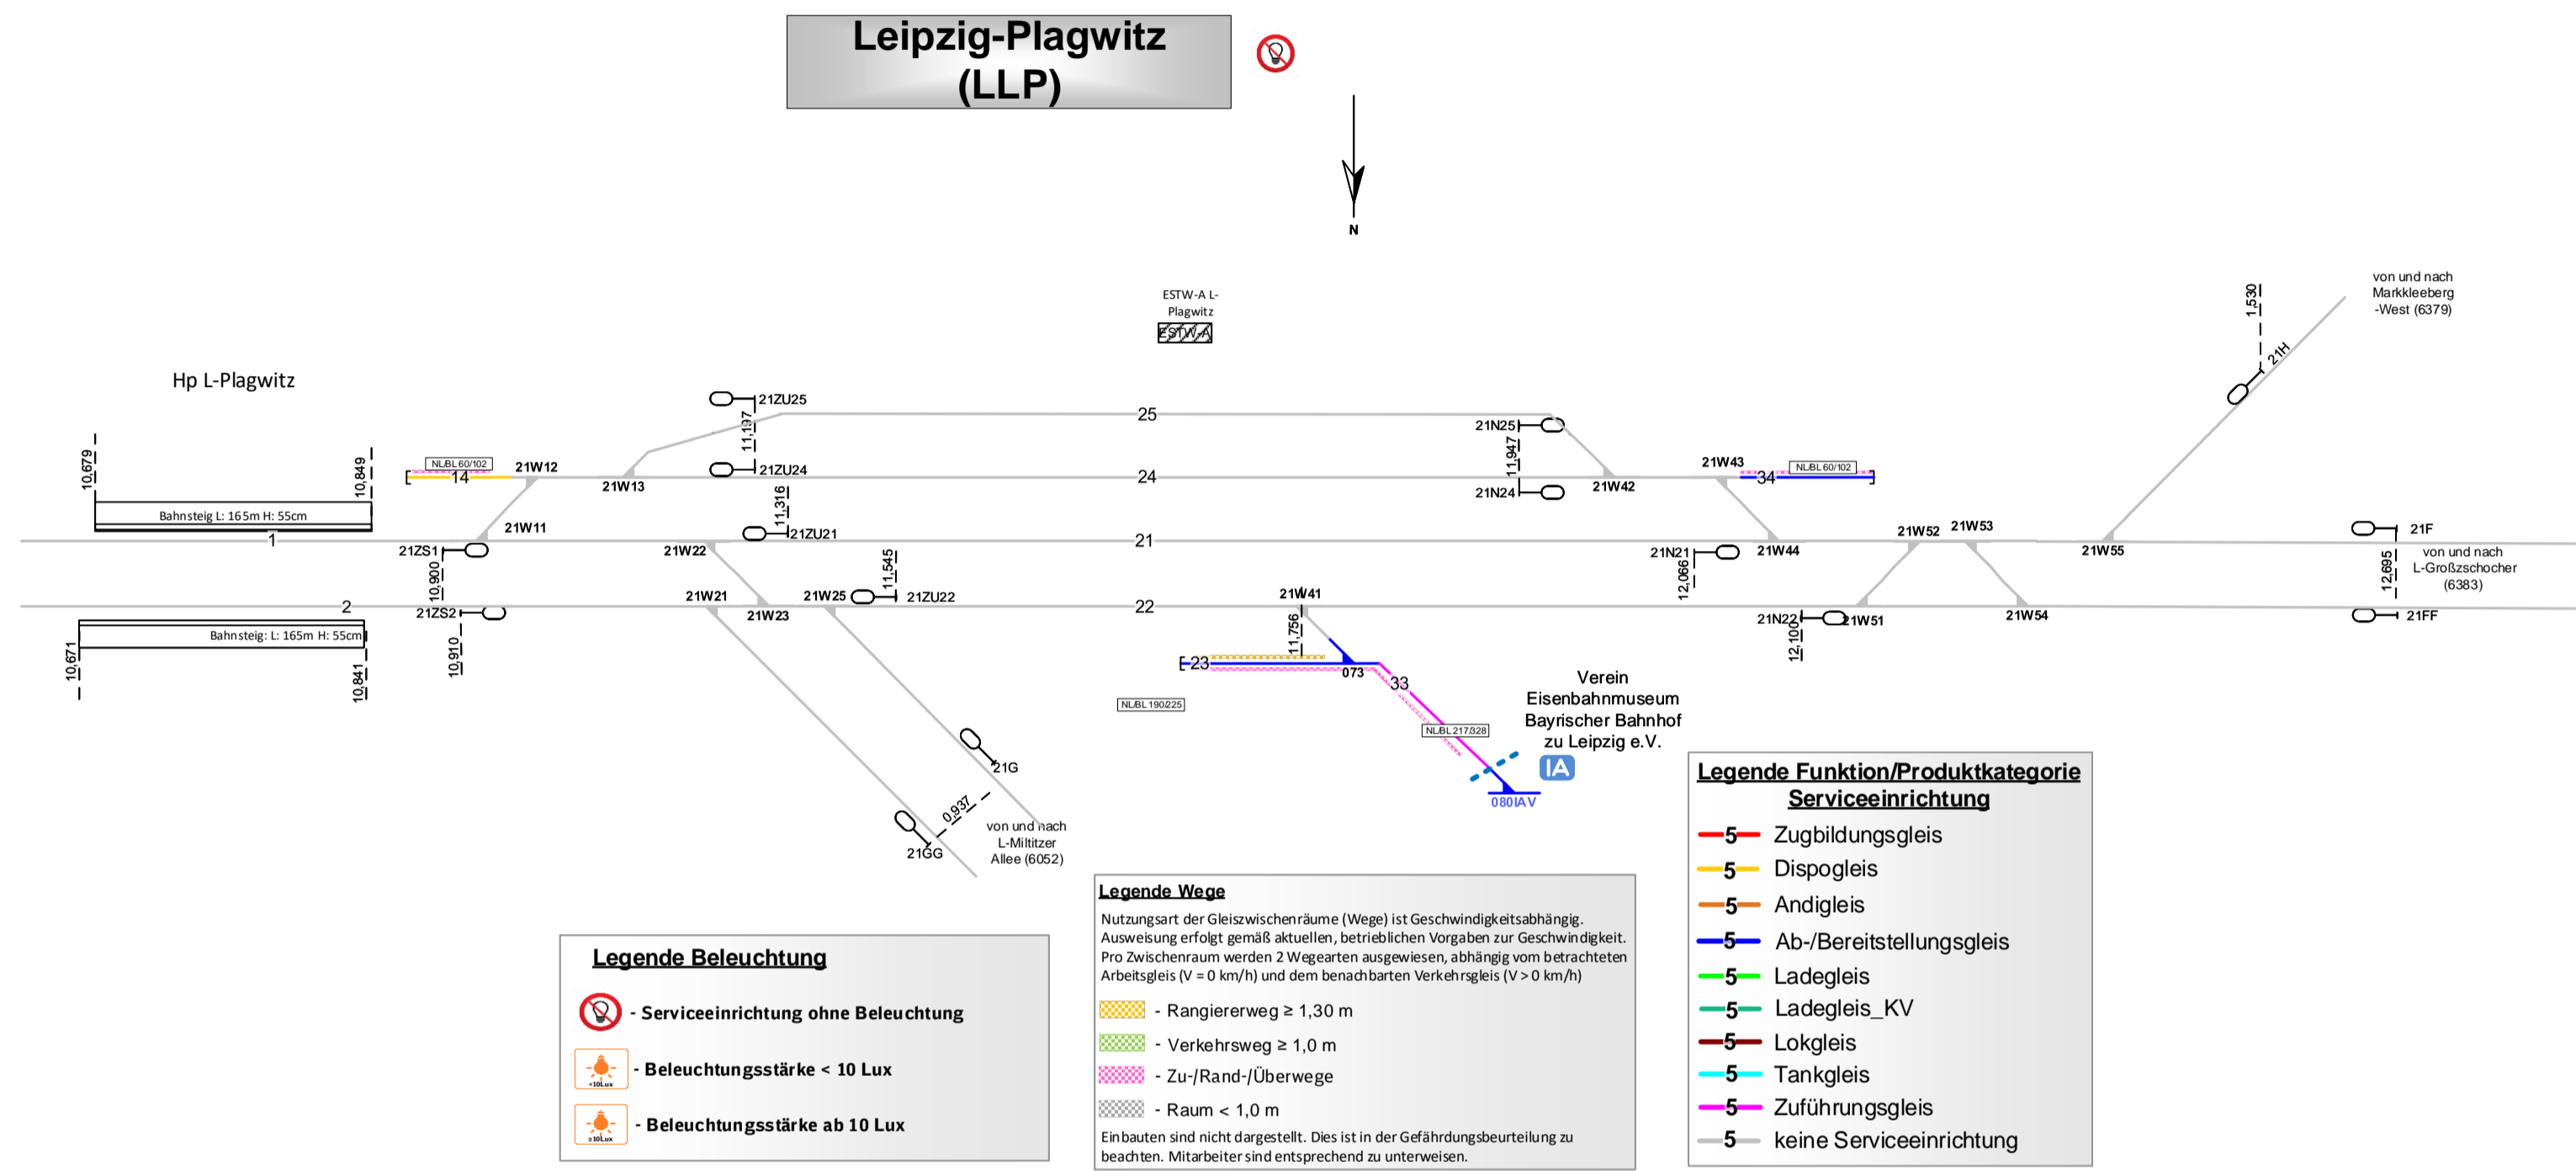 Leipzig-Plagwitz
(LLP)
N
ESTW-A L-
Plagwitz
ESTW-A
von und nach
Markkleeberg
-West (6379)
1,530
21H
Hp L-Plagwitz
10,679
10,849
Bahnsteig L: 165m H: 55cm
1
NL/BL 60/102
14
21W12
21W11
21W13
21ZU25
11,197
21ZU24
11,316
21ZU21
25
24
21
22
21N25
11,947
21N24
21W42
21W43
NL/BL 60/102
34
21ZS1
10,900
21ZS2
10,910
2
Bahnsteig: L: 165m H: 55cm
10,671
10,841
21W22
21W21
21W23
21W25
11,545
21ZU22
21W41
11,756
21N21
12,066
21W44
21W52
21W53
21W55
21N22
12,100
21W51
21W54
21F
von und nach
L-Großzschocher
(6383)
12,695
21FF
23
073
33
NL/BL 190/225
NL/BL 217/328
Verein
Eisenbahnmuseum
Bayrischer Bahnhof
zu Leipzig e.V.
IA
080IAV
21G
0,937
21GG
von und nach
L-Miltitzer
Allee (6052)
Legende Beleuchtung
- Serviceeinrichtung ohne Beleuchtung
<10Lux
- Beleuchtungsstärke < 10 Lux
≥10Lux
- Beleuchtungsstärke ab 10 Lux
Legende Wege
Nutzungsart der Gleiszwischenräume (Wege) ist Geschwindigkeitsabhängig.
Ausweisung erfolgt gemäß aktuellen, betrieblichen Vorgaben zur Geschwindigkeit.
Pro Zwischenraum werden 2 Wegearten ausgewiesen, abhängig vom betrachteten
Arbeitsgleis (V = 0 km/h) und dem benachbarten Verkehrsgleis (V > 0 km/h)
- Rangiererweg ≥ 1,30 m
- Verkehrsweg ≥ 1,0 m
- Zu-/Rand-/Überwege
- Raum < 1,0 m
Einbauten sind nicht dargestellt. Dies ist in der Gefährdungsbeurteilung zu
beachten. Mitarbeiter sind entsprechend zu unterweisen.
Legende Funktion/Produktkategorie
Serviceeinrichtung
5 Zugbildungsgleis
5 Dispogleis
5 Andigleis
5 Ab-/Bereitstellungsgleis
5 Ladegleis
5 Ladegleis_KV
5 Lokgleis
5 Tankgleis
5 Zuführungsgleis
5 keine Serviceeinrichtung